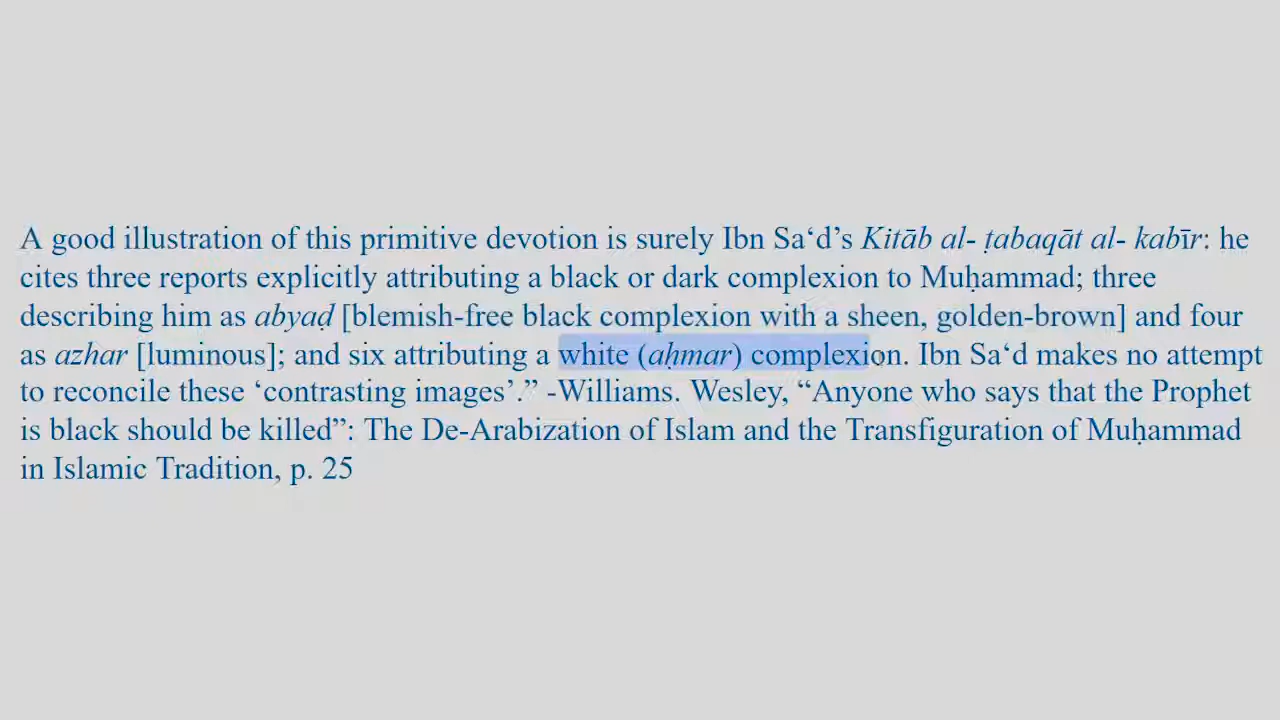 A good illustration of this primitive devotion is surely Ibn Sa‘d’s Kitāb al- ṭabaqāt al- kabīr: he
cites three reports explicitly attributing a black or dark complexion to Muḥammad; three
describing him as abyaḍ [blemish-free black complexion with a sheen, golden-brown] and four
as azhar [luminous]; and six attributing a white (aḥmar) complexion. Ibn Sa‘d makes no attempt
to reconcile these ‘contrasting images’.” -Williams. Wesley, “Anyone who says that the Prophet
is black should be killed”: The De-Arabization of Islam and the Transfiguration of Muḥammad
in Islamic Tradition, p. 25